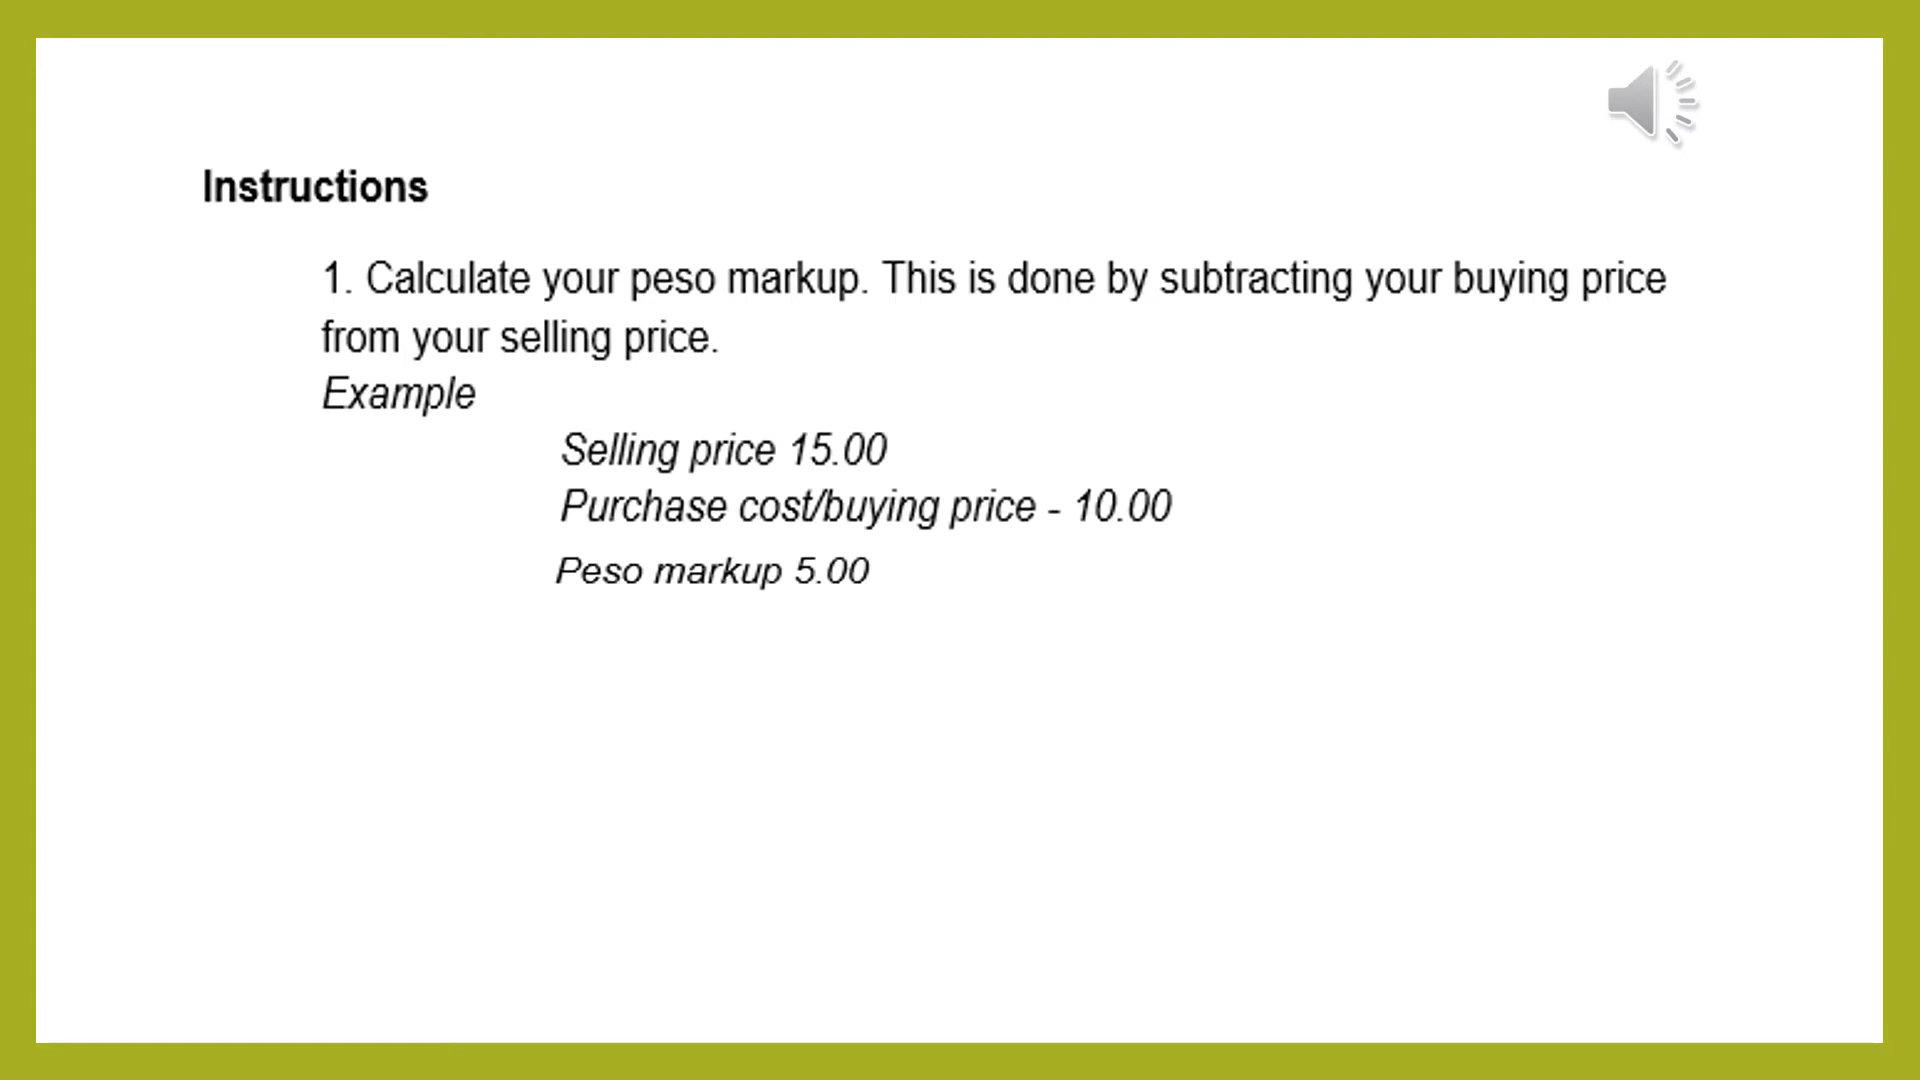 Instructions
1. Calculate your peso markup. This is done by subtracting your buying price
from your selling price.
Example
Selling price 15.00
Purchase cost/buying price - 10.00
Peso markup 5.00